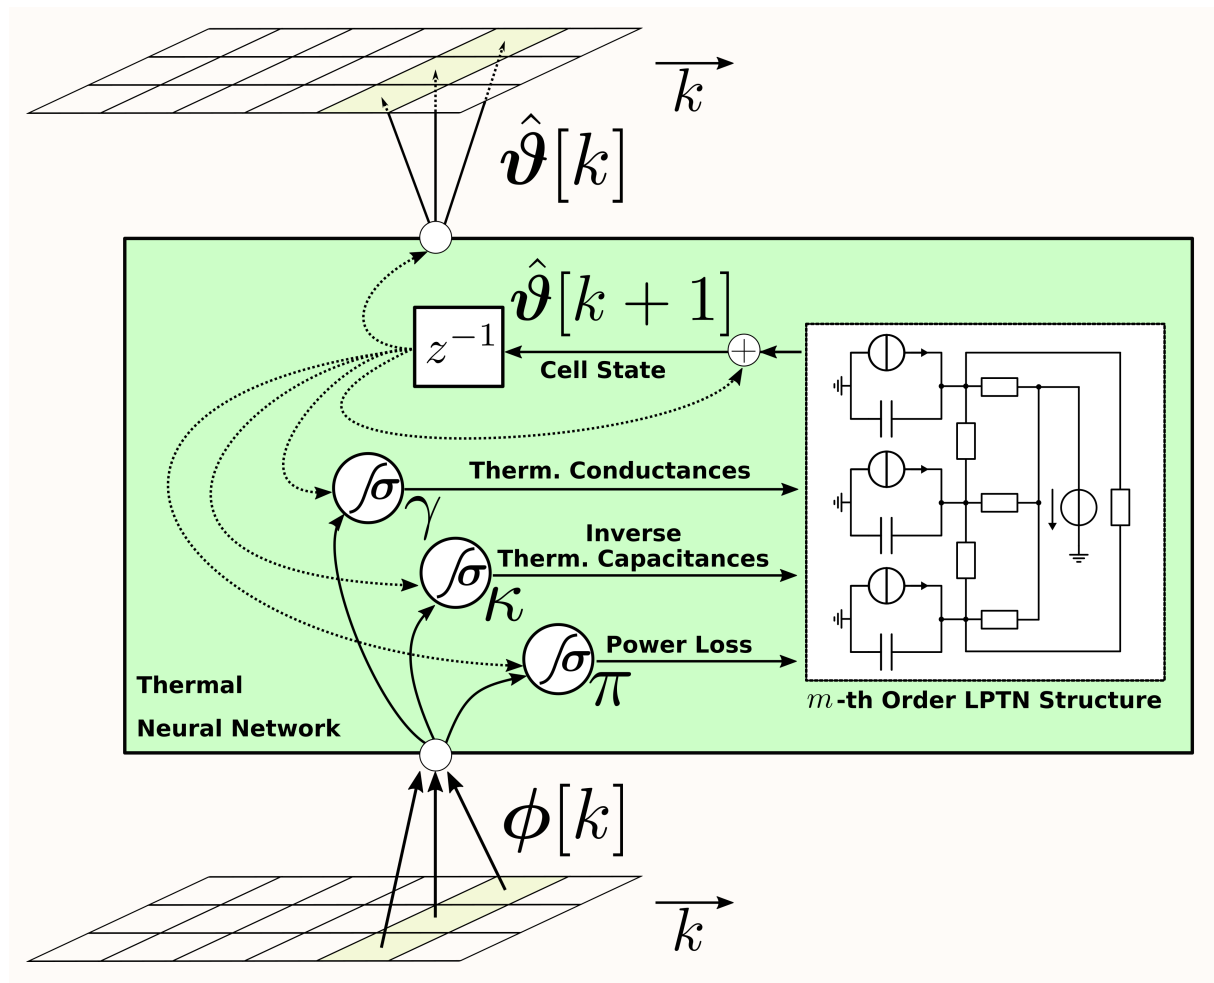 k
ϑ̂[k]
ϑ̂[k + 1]
z⁻¹
Cell State
∫σ
γ
Therm. Conductances
∫σ
κ
Inverse
Therm. Capacitances
∫σ
π
Power Loss
Thermal
Neural Network
m-th Order LPTN Structure
ϕ[k]
k